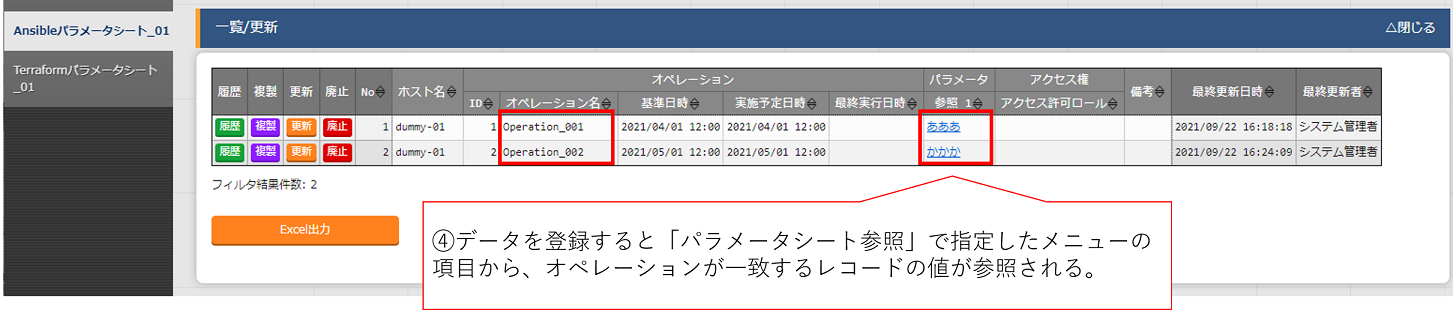 Ansibleパラメータシート_01
Terraformパラメータシート
_01
一覧/更新
△閉じる
履歴 複製 更新 廃止 No ホスト名 オペレーション パラメータ アクセス権 備考 最終更新日時 最終更新者
ID オペレーション名 基準日時 実施予定日時 最終実行日時 参照 1 アクセス許可ロール
履歴 複製 更新 廃止 1 dummy-01 1 Operation_001 2021/04/01 12:00 2021/04/01 12:00 あああ 2021/09/22 16:18:18 システム管理者
履歴 複製 更新 廃止 2 dummy-01 2 Operation_002 2021/05/01 12:00 2021/05/01 12:00 かかか 2021/09/22 16:24:09 システム管理者
フィルタ結果件数: 2
Excel出力
④データを登録すると「パラメータシート参照」で指定したメニューの
項目から、オペレーションが一致するレコードの値が参照される。